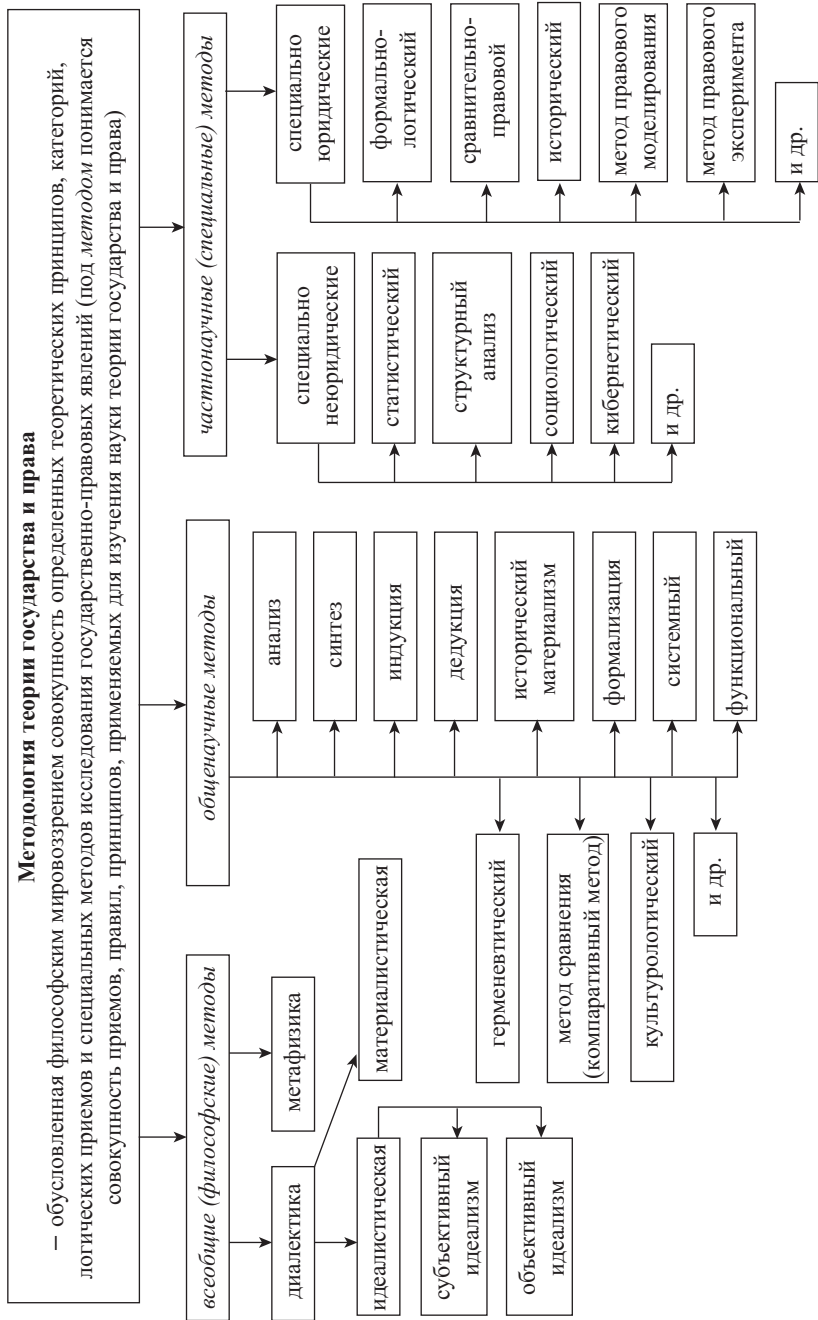 Методология теории государства и права
– обусловленная философским мировоззрением совокупность определенных теоретических принципов, категорий,
логических приемов и специальных методов исследования государственно-правовых явлений (под методом понимается
совокупность приемов, правил, принципов, применяемых для изучения науки теории государства и права)
всеобщие (философские) методы
диалектика
метафизика
идеалистическая
материалистическая
субъективный
идеализм
объективный
идеализм
общенаучные методы
анализ
синтез
индукция
дедукция
исторический
материализм
формализация
системный
функциональный
герменевтический
метод сравнения
(компаративный метод)
культурологический
и др.
частнонаучные (специальные) методы
специально
неюридические
статистический
структурный
анализ
социологический
кибернетический
и др.
специально
юридические
формально-
логический
сравнительно-
правовой
исторический
метод правового
моделирования
метод правового
эксперимента
и др.